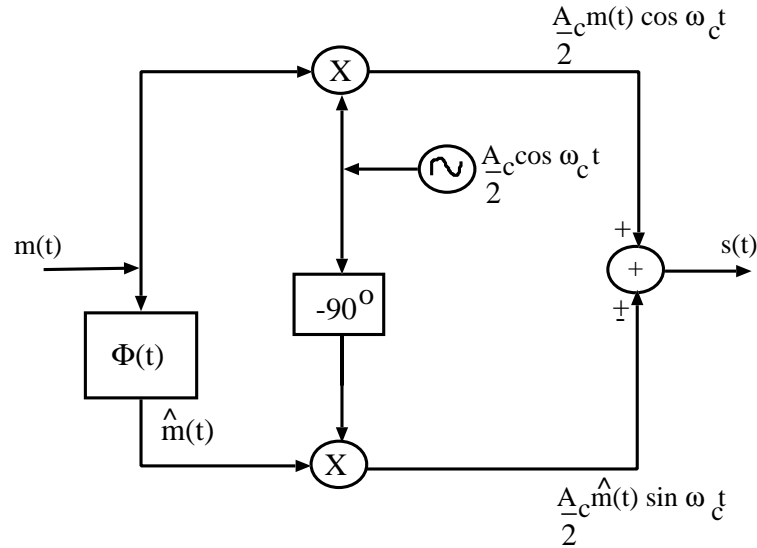 A_c/2 m(t) cos ω_c t
X
A_c/2 cos ω_c t
m(t)
+
s(t)
+
-90°
±
Φ(t)
m̂(t)
X
A_c/2 m̂(t) sin ω_c t